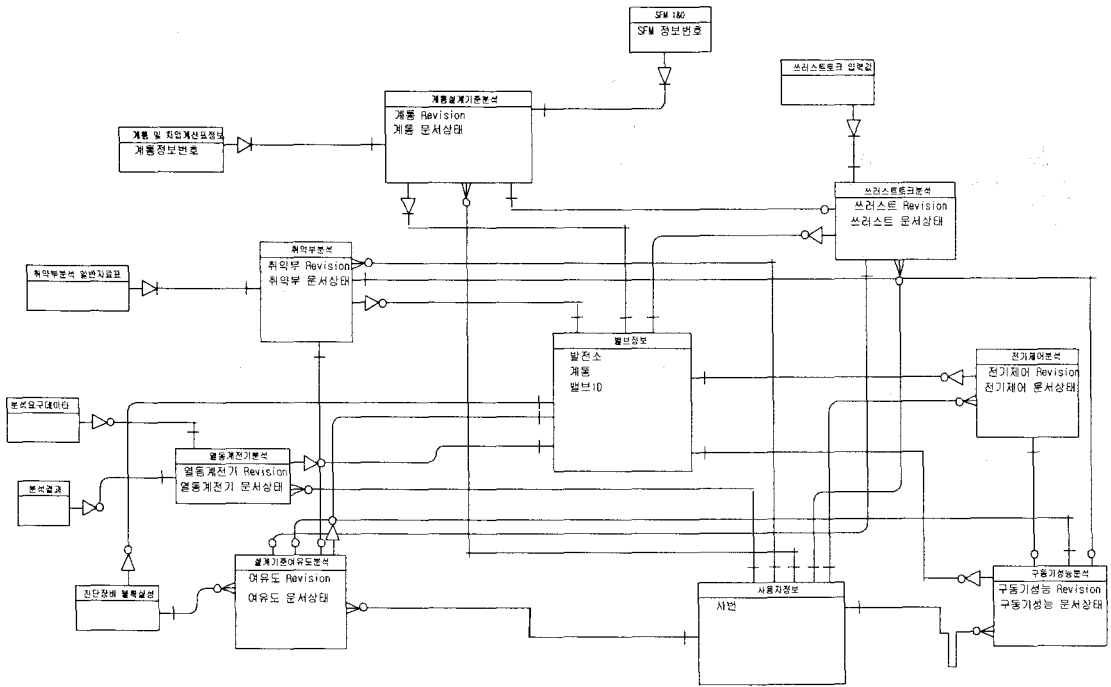 SFM 1&0
SFM 정보번호
쓰러스트토크 입력값
계통설계기준분석
계통 Revision
계통 문서상태
계통 및 차압계산표정보
계통정보번호
쓰러스트토크분석
쓰러스트 Revision
쓰러스트 문서상태
취약부분석
취약부 Revision
취약부 문서상태
취약부분석 일반자료표
밸브정보
발전소
계통
밸브ID
전기제어분석
전기제어 Revision
전기제어 문서상태
분석요구데이타
열동계전기분석
열동계전기 Revision
열동계전기 문서상태
분석결과
설계기준여유도분석
여유도 Revision
여유도 문서상태
진단장비 불확실성
사용자정보
사번
구동기성능분석
구동기성능 Revision
구동기성능 문서상태